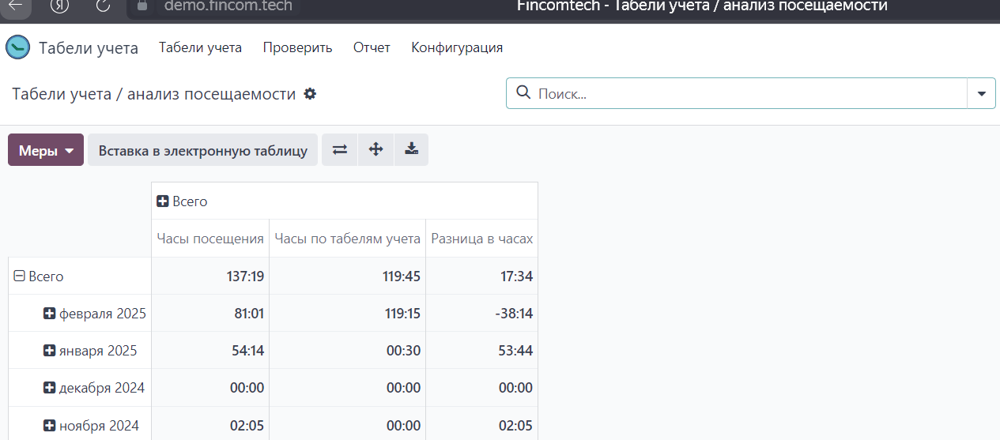 demo.fincom.tech
Fincomtech - Табели учета / анализ посещаемости
Табели учета Табели учета Проверить Отчет Конфигурация
Табели учета / анализ посещаемости
Поиск...
Меры Вставка в электронную таблицу
Всего
Часы посещения Часы по табелям учета Разница в часах
Всего 137:19 119:45 17:34
февраля 2025 81:01 119:15 -38:14
января 2025 54:14 00:30 53:44
декабря 2024 00:00 00:00 00:00
ноября 2024 02:05 00:00 02:05